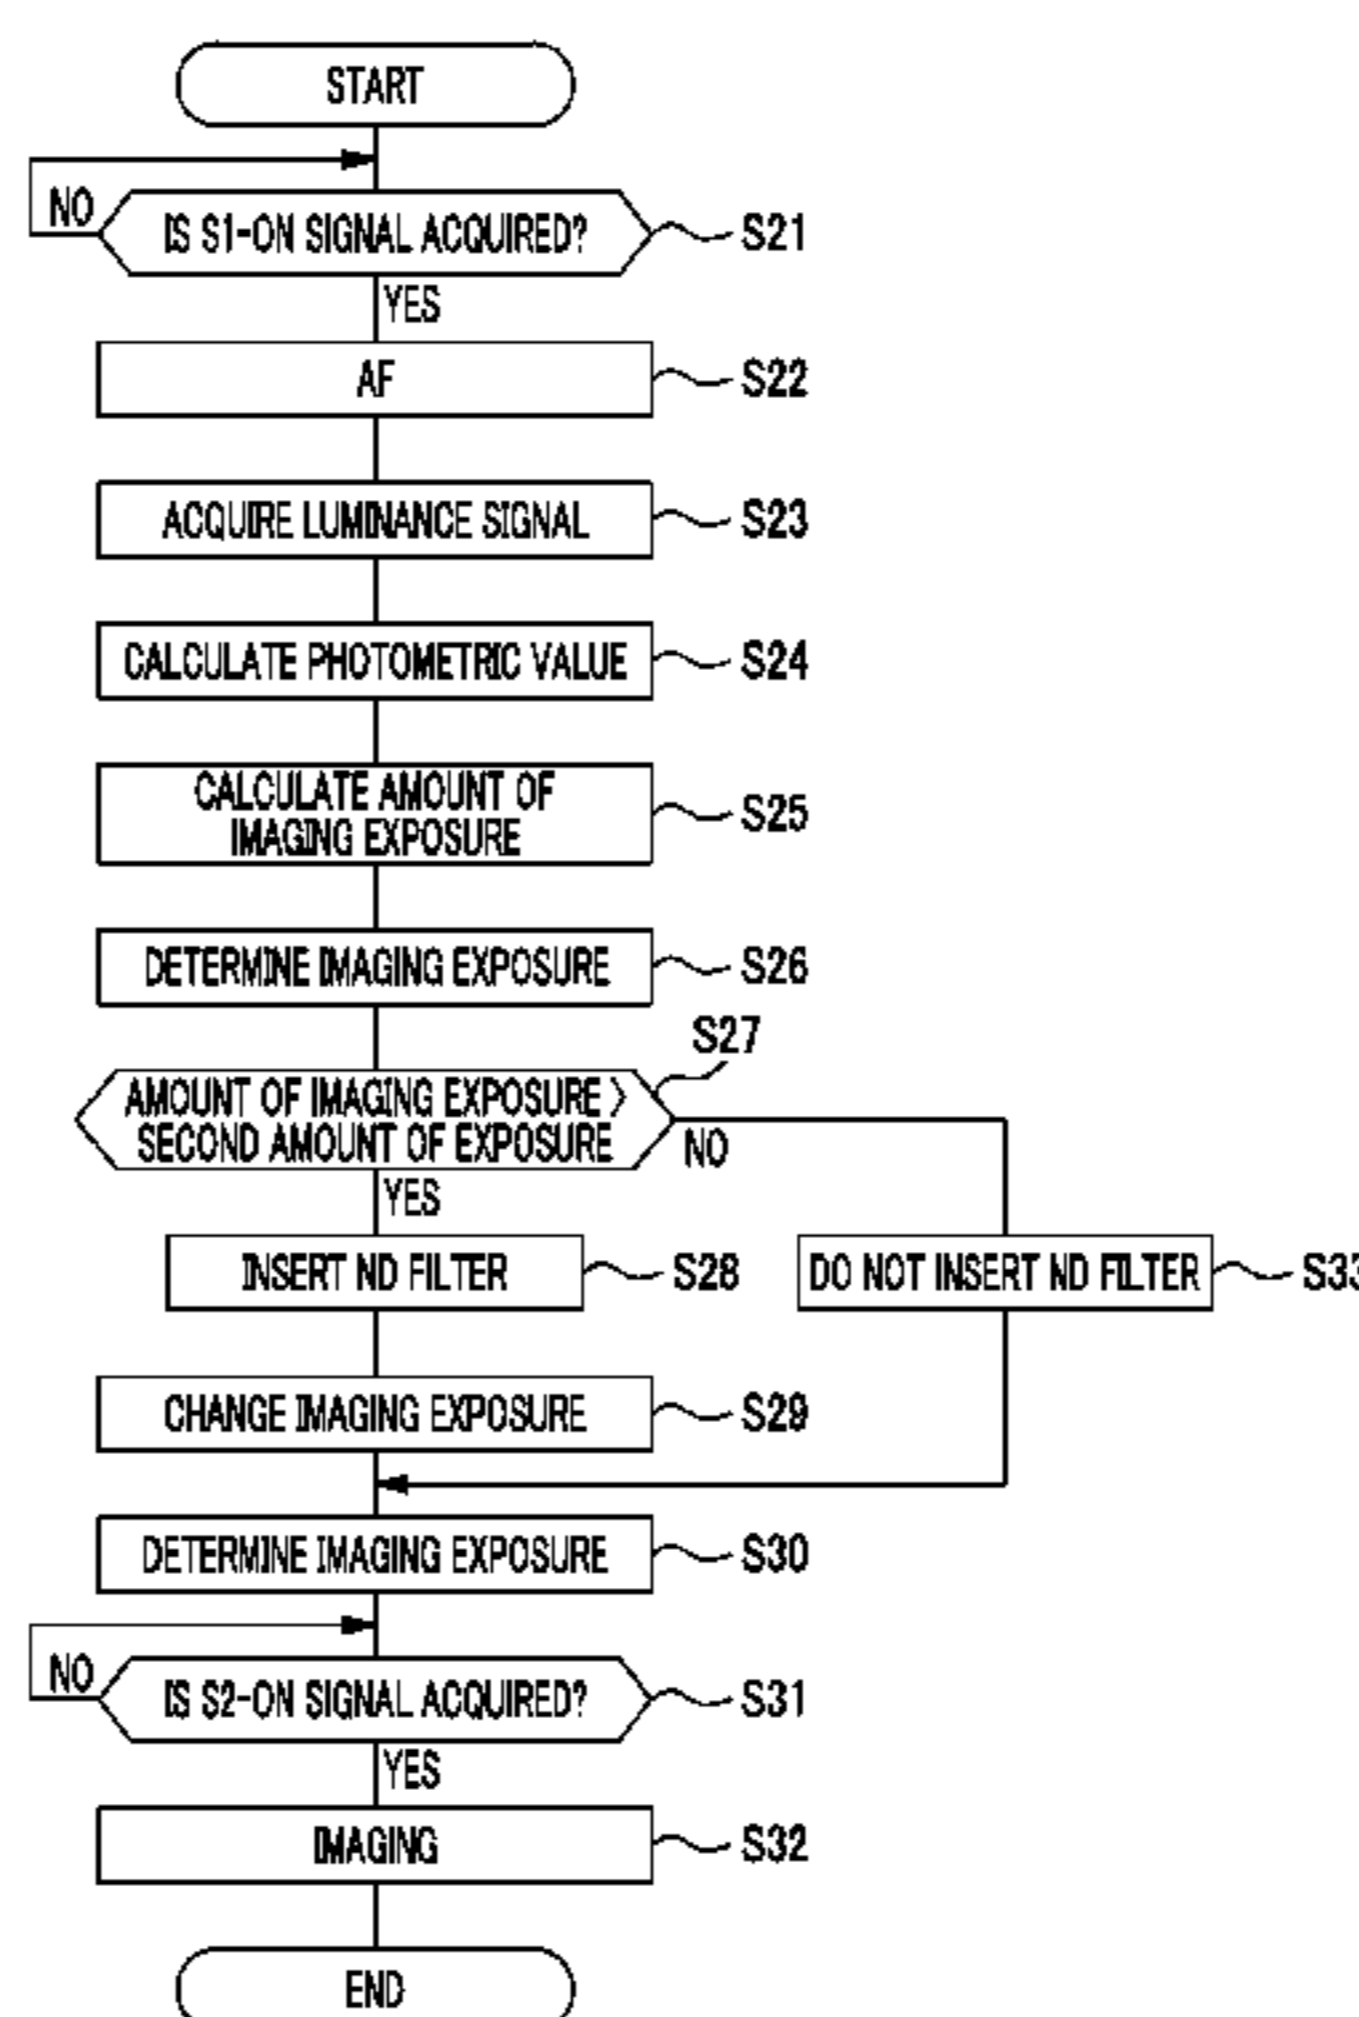 START
NO
IS S1-ON SIGNAL ACQUIRED?
S21
YES
AF
S22
ACQUIRE LUMINANCE SIGNAL
S23
CALCULATE PHOTOMETRIC VALUE
S24
CALCULATE AMOUNT OF
IMAGING EXPOSURE
S25
DETERMINE IMAGING EXPOSURE
S26
S27
AMOUNT OF IMAGING EXPOSURE >
SECOND AMOUNT OF EXPOSURE
NO
YES
INSERT ND FILTER
S28
DO NOT INSERT ND FILTER
S33
CHANGE IMAGING EXPOSURE
S29
DETERMINE IMAGING EXPOSURE
S30
NO
IS S2-ON SIGNAL ACQUIRED?
S31
YES
IMAGING
S32
END